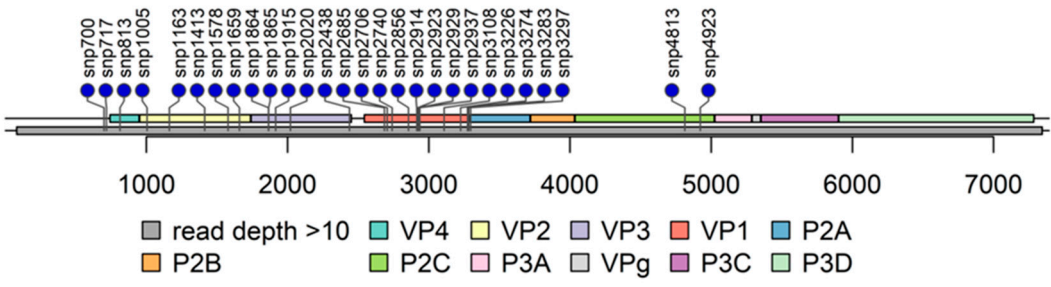 snp700 snp717 snp813 snp1005 snp1163 snp1413 snp1578 snp1659 snp1864 snp1865 snp1915 snp2020 snp2438 snp2685 snp2706 snp2740 snp2856 snp2914 snp2923 snp2929 snp2937 snp3108 snp3226 snp3274 snp3283 snp3297 snp4813 snp4923
1000 2000 3000 4000 5000 6000 7000
read depth >10 VP4 VP2 VP3 VP1 P2A
P2B P2C P3A VPg P3C P3D